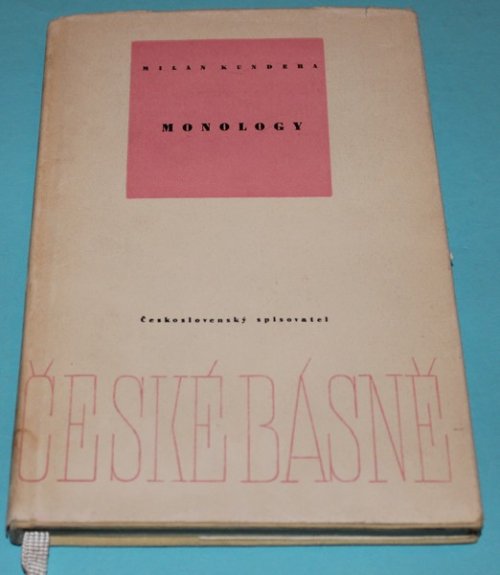 MILAN KUNDERA
MONOLOGY
Československý spisovatel
ČESKÉ BÁSNĚ